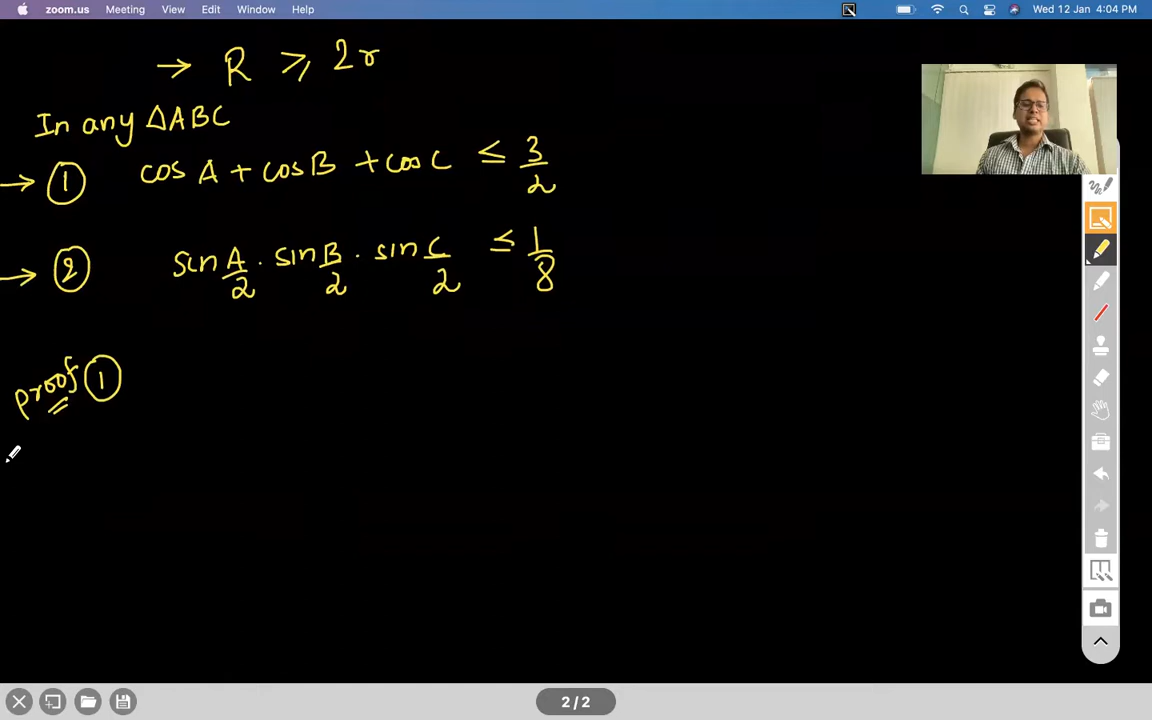 zoom.us Meeting View Edit Window Help Wed 12 Jan 4:04 PM
→ R ⩾ 2r
In any △ABC
→ ① cos A + cos B + cos C ≤ 3/2
→ ② sin A/2 · sin B/2 · sin C/2 ≤ 1/8
proof ①
2 / 2